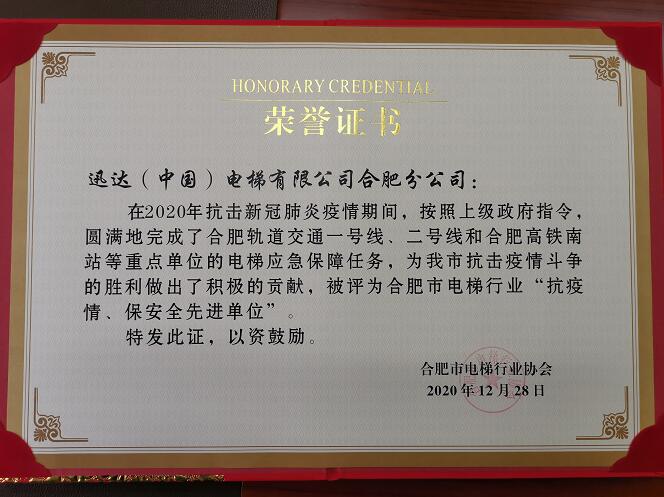 HONORARY CREDENTIAL
荣誉证书
迅达（中国）电梯有限公司合肥分公司：
在2020年抗击新冠肺炎疫情期间，按照上级政府指令，
圆满地完成了合肥轨道交通一号线、二号线和合肥高铁南
站等重点单位的电梯应急保障任务，为我市抗击疫情斗争
的胜利做出了积极的贡献，被评为合肥市电梯行业“抗疫
情、保安全先进单位”。
特发此证，以资鼓励。
合肥市电梯行业协会
2020年12月28日